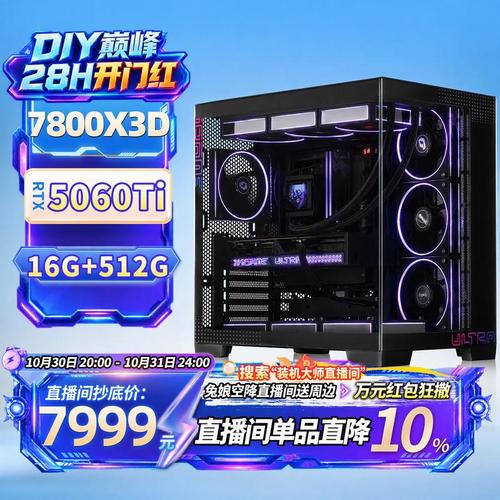 DIY巅峰
28H开门红
7800X3D
RTX 5060Ti
16G+512G
ULTRA
10月30日 20:00 - 10月31日 24:00
搜索"装机大师直播间"
直播间抄底价：
7999元
兔娘空降直播间送周边
万元红包狂撒
直播间单品直降10%